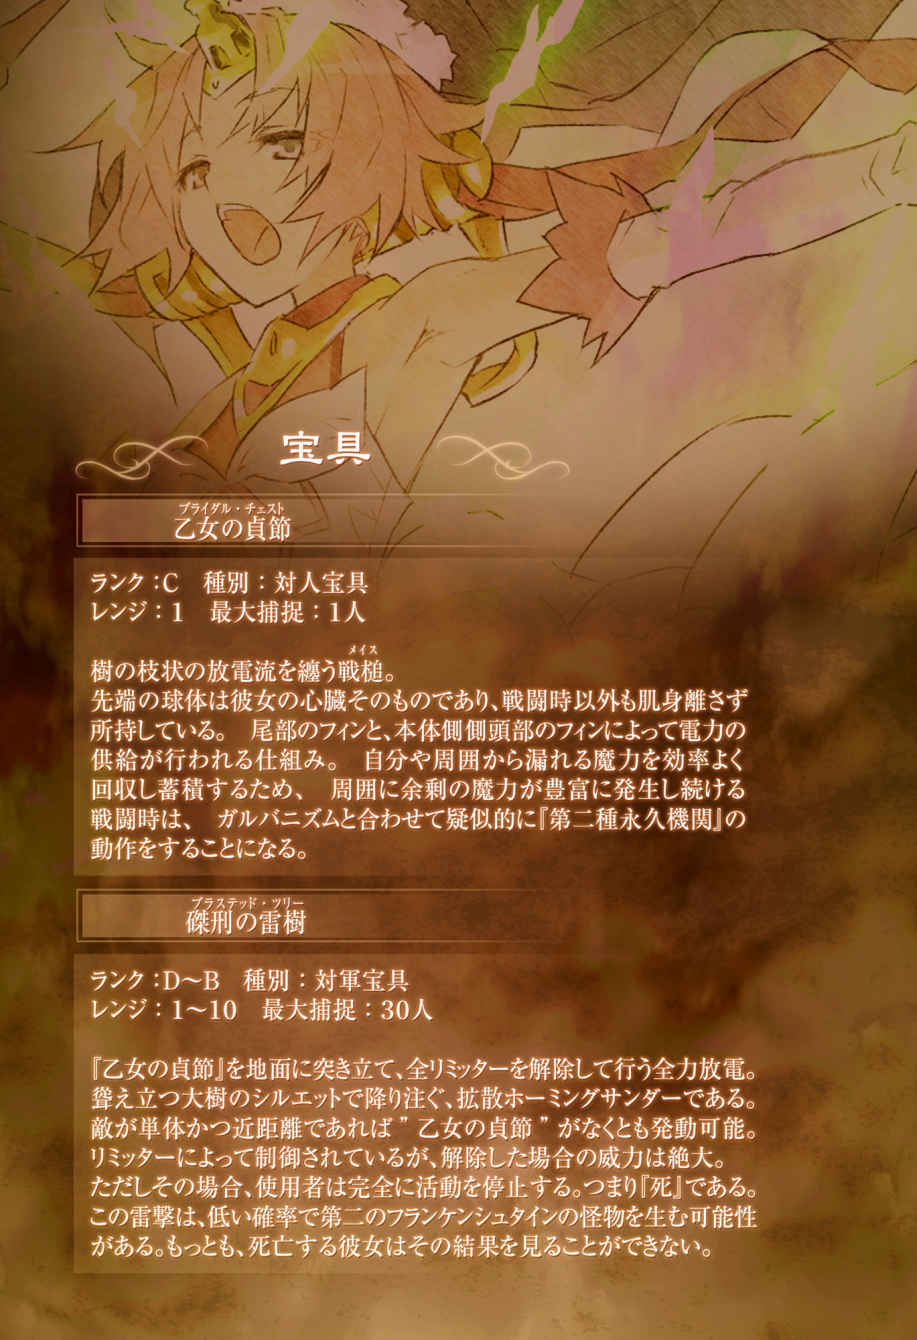 宝具
ブライダル・チェスト
乙女の貞節
ランク：C　種別：対人宝具
レンジ：1　最大捕捉：1人
メイス
樹の枝状の放電流を纏う戦槌。
先端の球体は彼女の心臓そのものであり、戦闘時以外も肌身離さず
所持している。　尾部のフィンと、本体側側頭部のフィンによって電力の
供給が行われる仕組み。　自分や周囲から漏れる魔力を効率よく
回収し蓄積するため、　周囲に余剰の魔力が豊富に発生し続ける
戦闘時は、　ガルバニズムと合わせて疑似的に『第二種永久機関』の
動作をすることになる。
ブラステッド・ツリー
磔刑の雷樹
ランク：D〜B　種別：対軍宝具
レンジ：1〜10　最大捕捉：30人
『乙女の貞節』を地面に突き立て、全リミッターを解除して行う全力放電。
聳え立つ大樹のシルエットで降り注ぐ、拡散ホーミングサンダーである。
敵が単体かつ近距離であれば ” 乙女の貞節 ” がなくとも発動可能。
リミッターによって制御されているが、解除した場合の威力は絶大。
ただしその場合、使用者は完全に活動を停止する。つまり『死』である。
この雷撃は、低い確率で第二のフランケンシュタインの怪物を生む可能性
がある。もっとも、死亡する彼女はその結果を見ることができない。